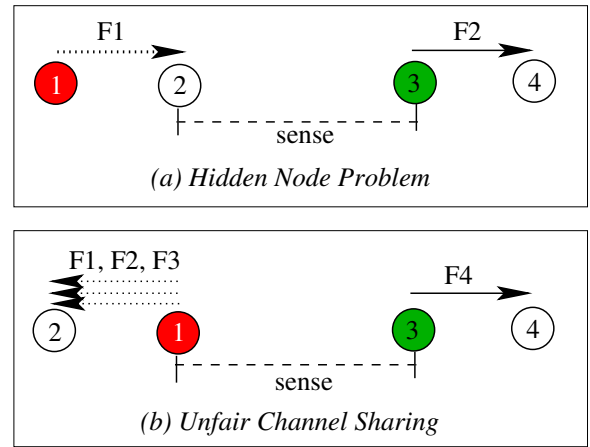 F1
F2
1
2
3
4
sense
(a) Hidden Node Problem
F1, F2, F3
F4
2
1
3
4
sense
(b) Unfair Channel Sharing